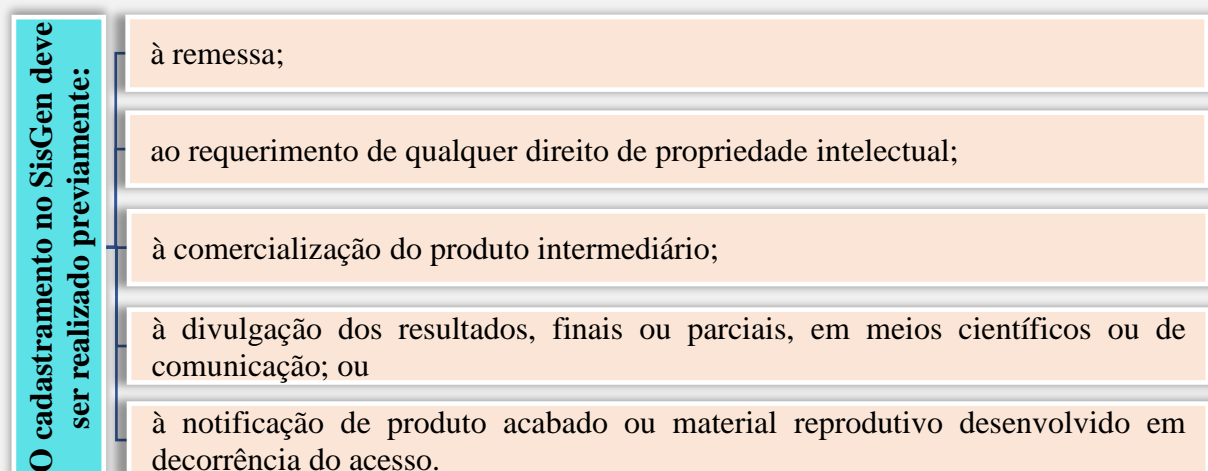 O cadastramento no SisGen deve
ser realizado previamente:
à remessa;
ao requerimento de qualquer direito de propriedade intelectual;
à comercialização do produto intermediário;
à divulgação dos resultados, finais ou parciais, em meios científicos ou de
comunicação; ou
à notificação de produto acabado ou material reprodutivo desenvolvido em
decorrência do acesso.